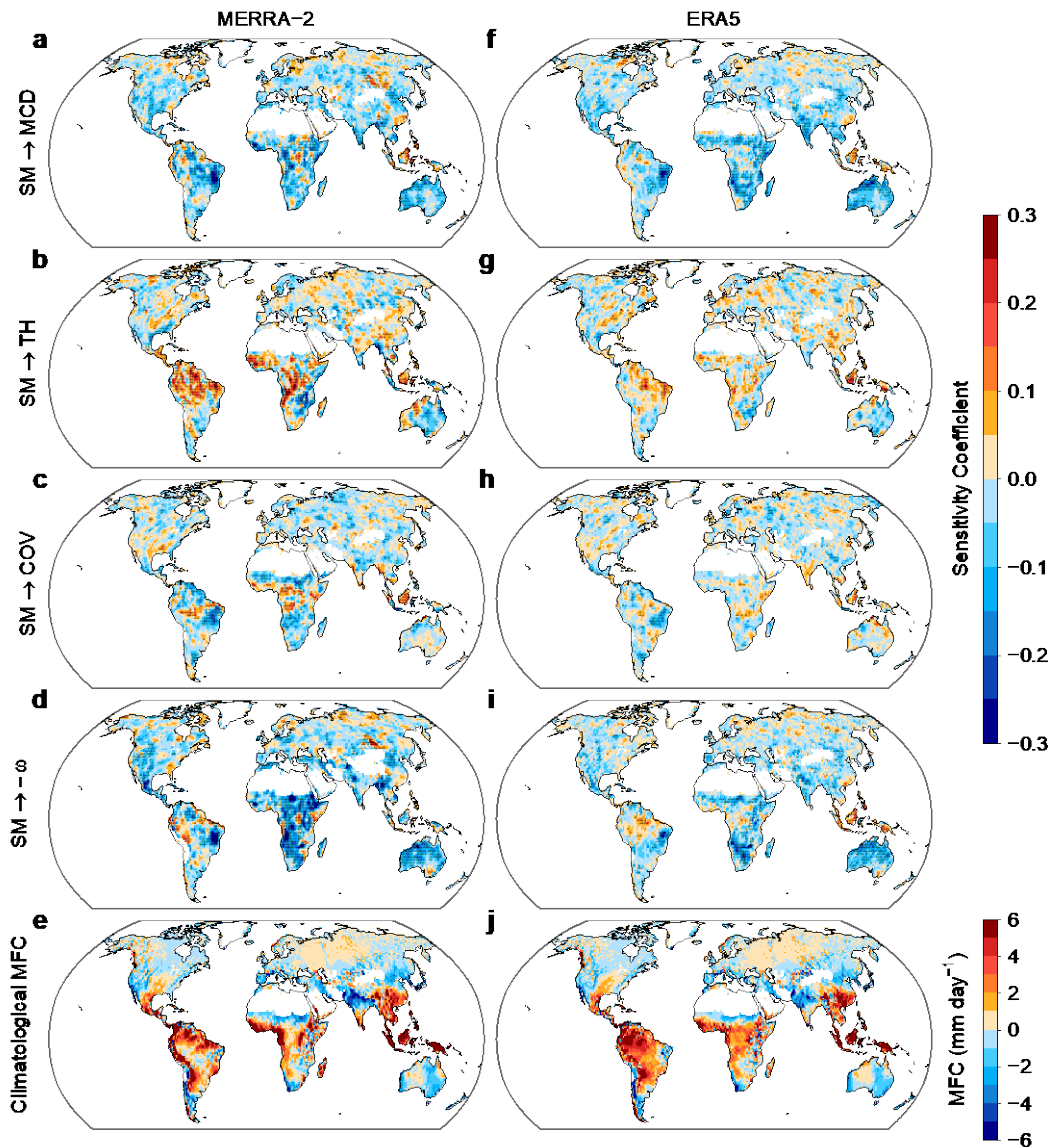 MERRA−2
ERA5
a
f
SM → MCD
b
g
SM → TH
c
h
SM → COV
d
i
SM → −ω
e
j
Climatological MFC
0.3
0.2
0.1
0.0
−0.1
−0.2
−0.3
Sensitivity Coefficient
6
4
2
0
−2
−4
−6
MFC (mm day⁻¹)